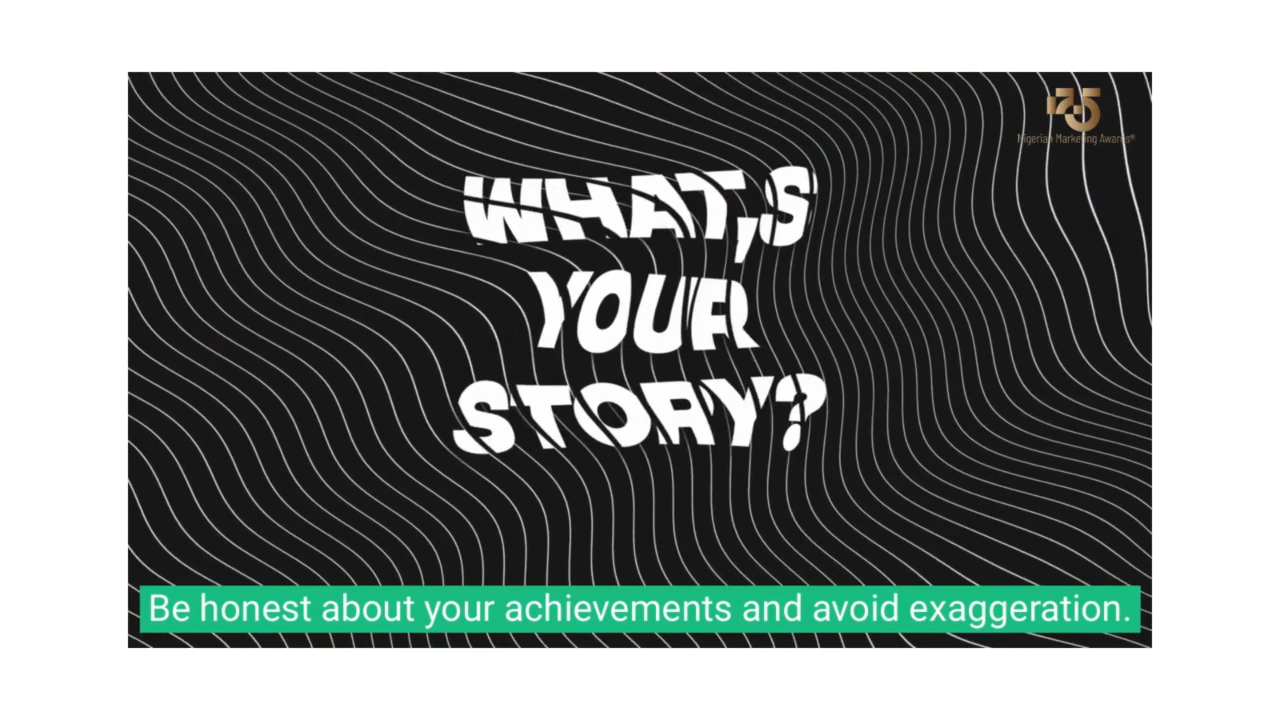 Nigerian Marketing Awards®
WHAT,S
YOUR
STORY?
Be honest about your achievements and avoid exaggeration.